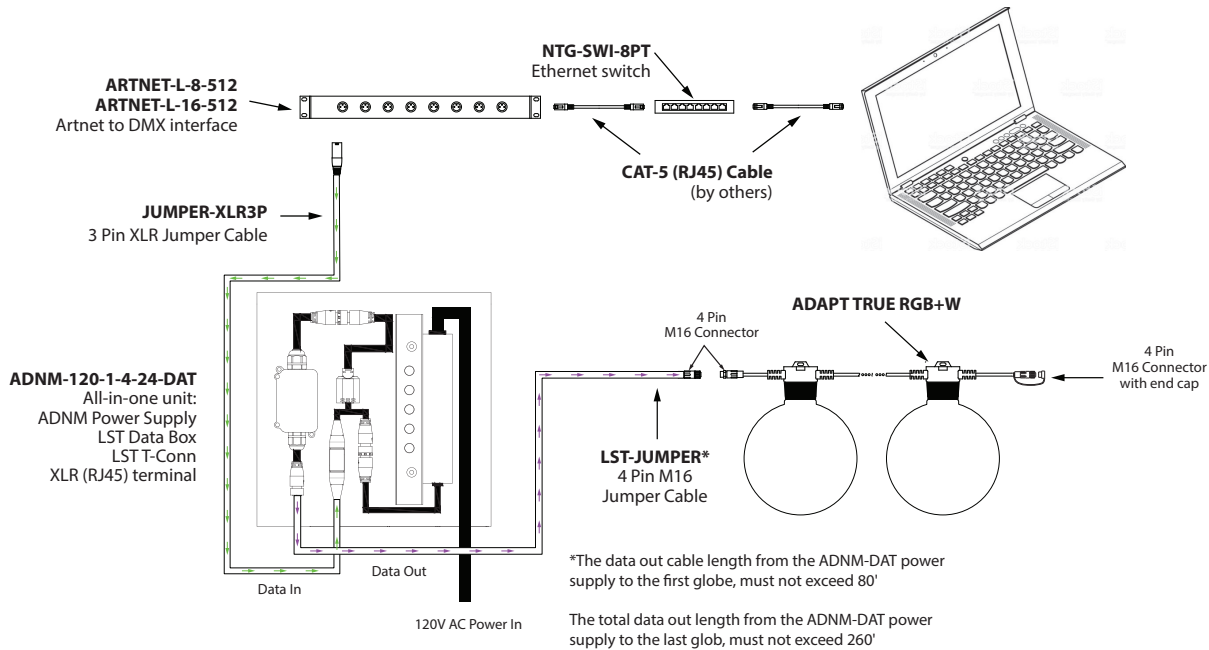 NTG-SWI-8PT
Ethernet switch
ARTNET-L-8-512
ARTNET-L-16-512
Artnet to DMX interface
CAT-5 (RJ45) Cable
(by others)
JUMPER-XLR3P
3 Pin XLR Jumper Cable
ADAPT TRUE RGB+W
4 Pin
M16 Connector
4 Pin
M16 Connector
with end cap
ADNM-120-1-4-24-DAT
All-in-one unit:
ADNM Power Supply
LST Data Box
LST T-Conn
XLR (RJ45) terminal
LST-JUMPER*
4 Pin M16
Jumper Cable
*The data out cable length from the ADNM-DAT power
supply to the first globe, must not exceed 80'
Data Out
Data In
120V AC Power In
The total data out length from the ADNM-DAT power
supply to the last glob, must not exceed 260'